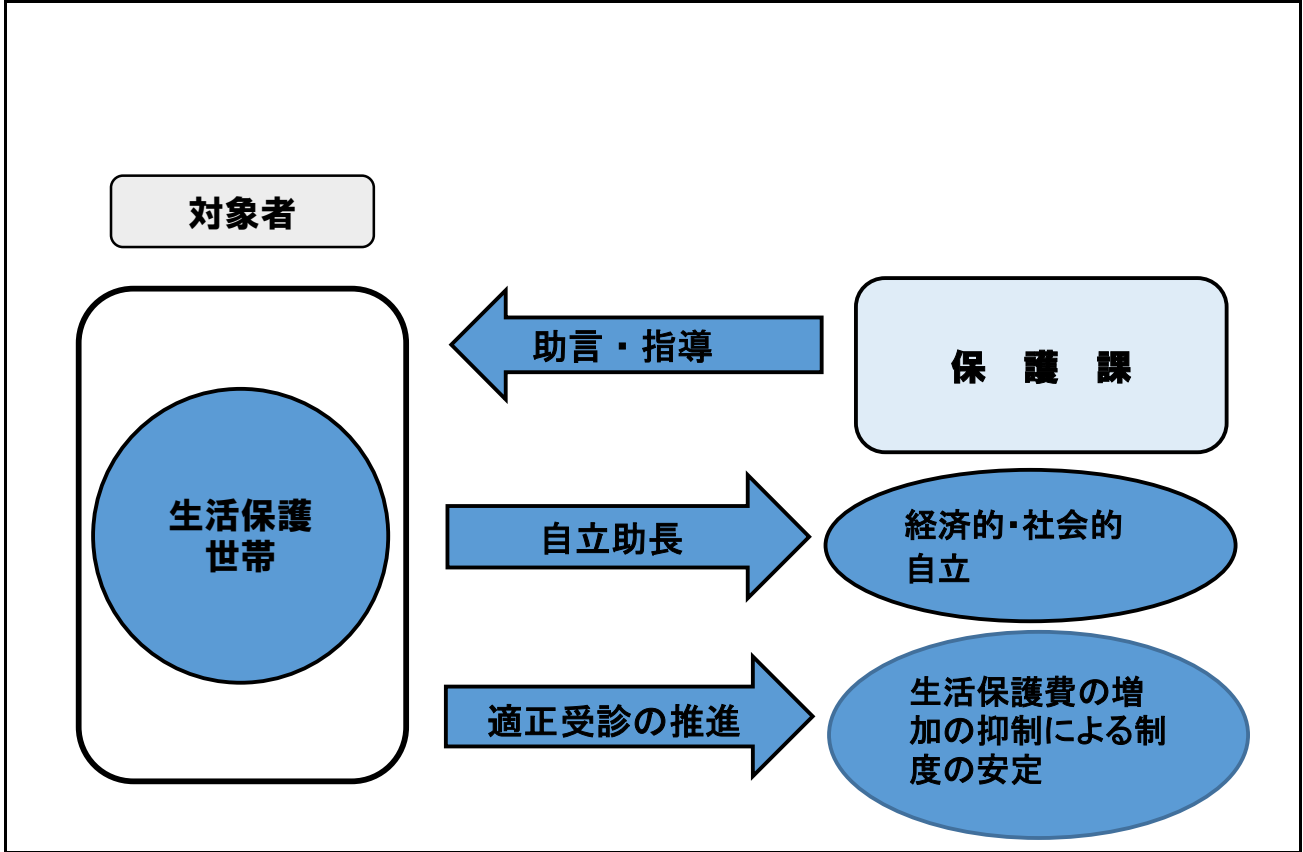 対象者
助言・指導
保　護　課
生活保護
世帯
自立助長
経済的・社会的
自立
適正受診の推進
生活保護費の増
加の抑制による制
度の安定